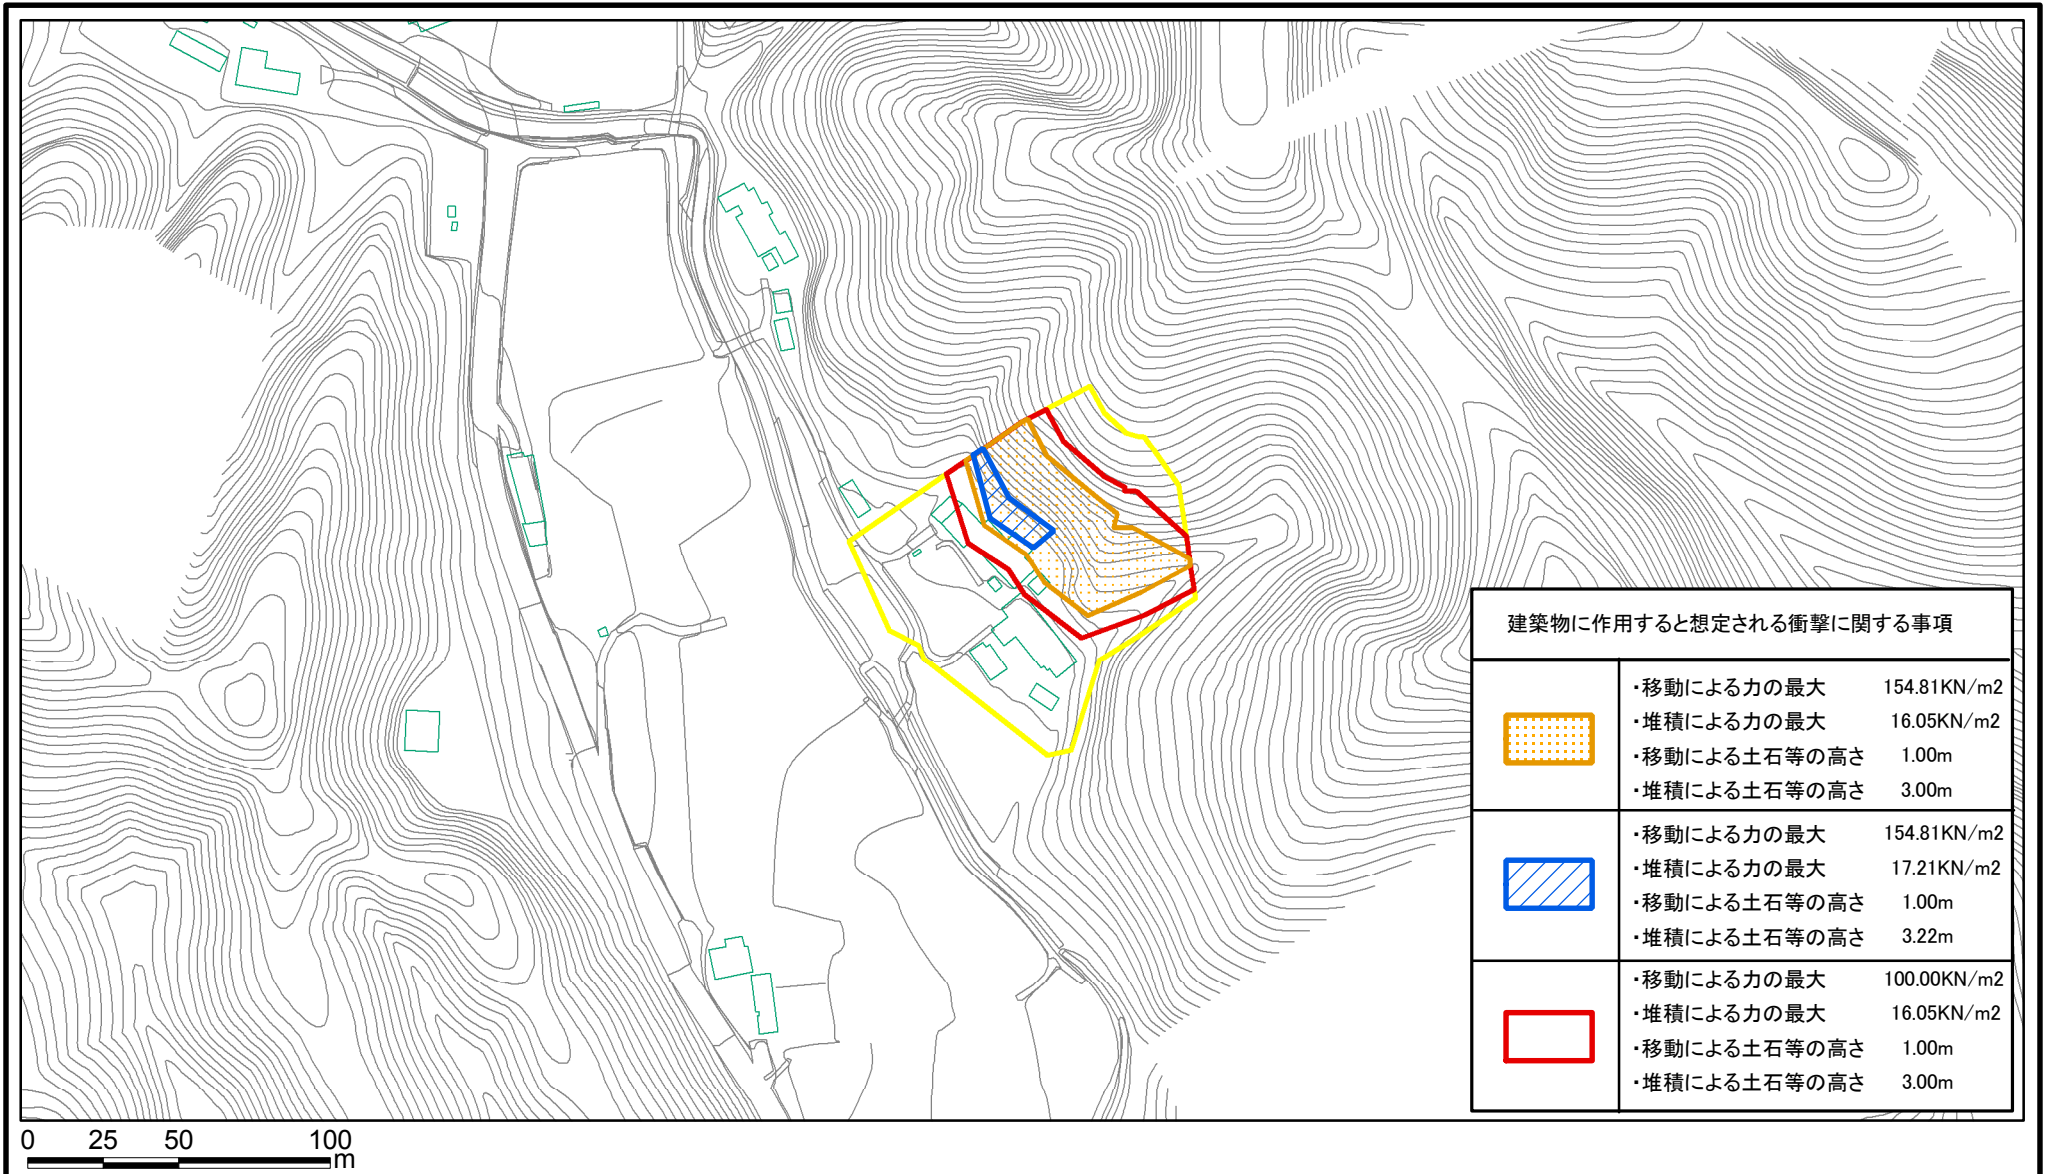 建築物に作用すると想定される衝撃に関する事項
・移動による力の最大 154.81KN/m2
・堆積による力の最大 16.05KN/m2
・移動による土石等の高さ 1.00m
・堆積による土石等の高さ 3.00m
・移動による力の最大 154.81KN/m2
・堆積による力の最大 17.21KN/m2
・移動による土石等の高さ 1.00m
・堆積による土石等の高さ 3.22m
・移動による力の最大 100.00KN/m2
・堆積による力の最大 16.05KN/m2
・移動による土石等の高さ 1.00m
・堆積による土石等の高さ 3.00m
0 25 50 100
m